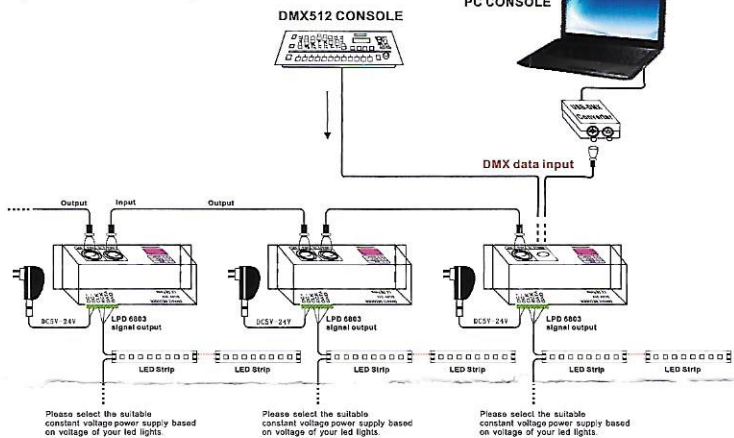 PC CONSOLE
DMX512 CONSOLE
USB-DMX
Converter
DMX data input
Output
Input
Output
DC5V-24V
LPD 6803
signal output
DC5V-24V
LPD 6803
signal output
DC5V-24V
LPD 6803
signal output
LED Strip
LED Strip
LED Strip
LED Strip
LED Strip
LED Strip
Please select the suitable
constant voltage power supply based
on voltage of your led lights.
Please select the suitable
constant voltage power supply based
on voltage of your led lights.
Please select the suitable
constant voltage power supply based
on voltage of your led lights.